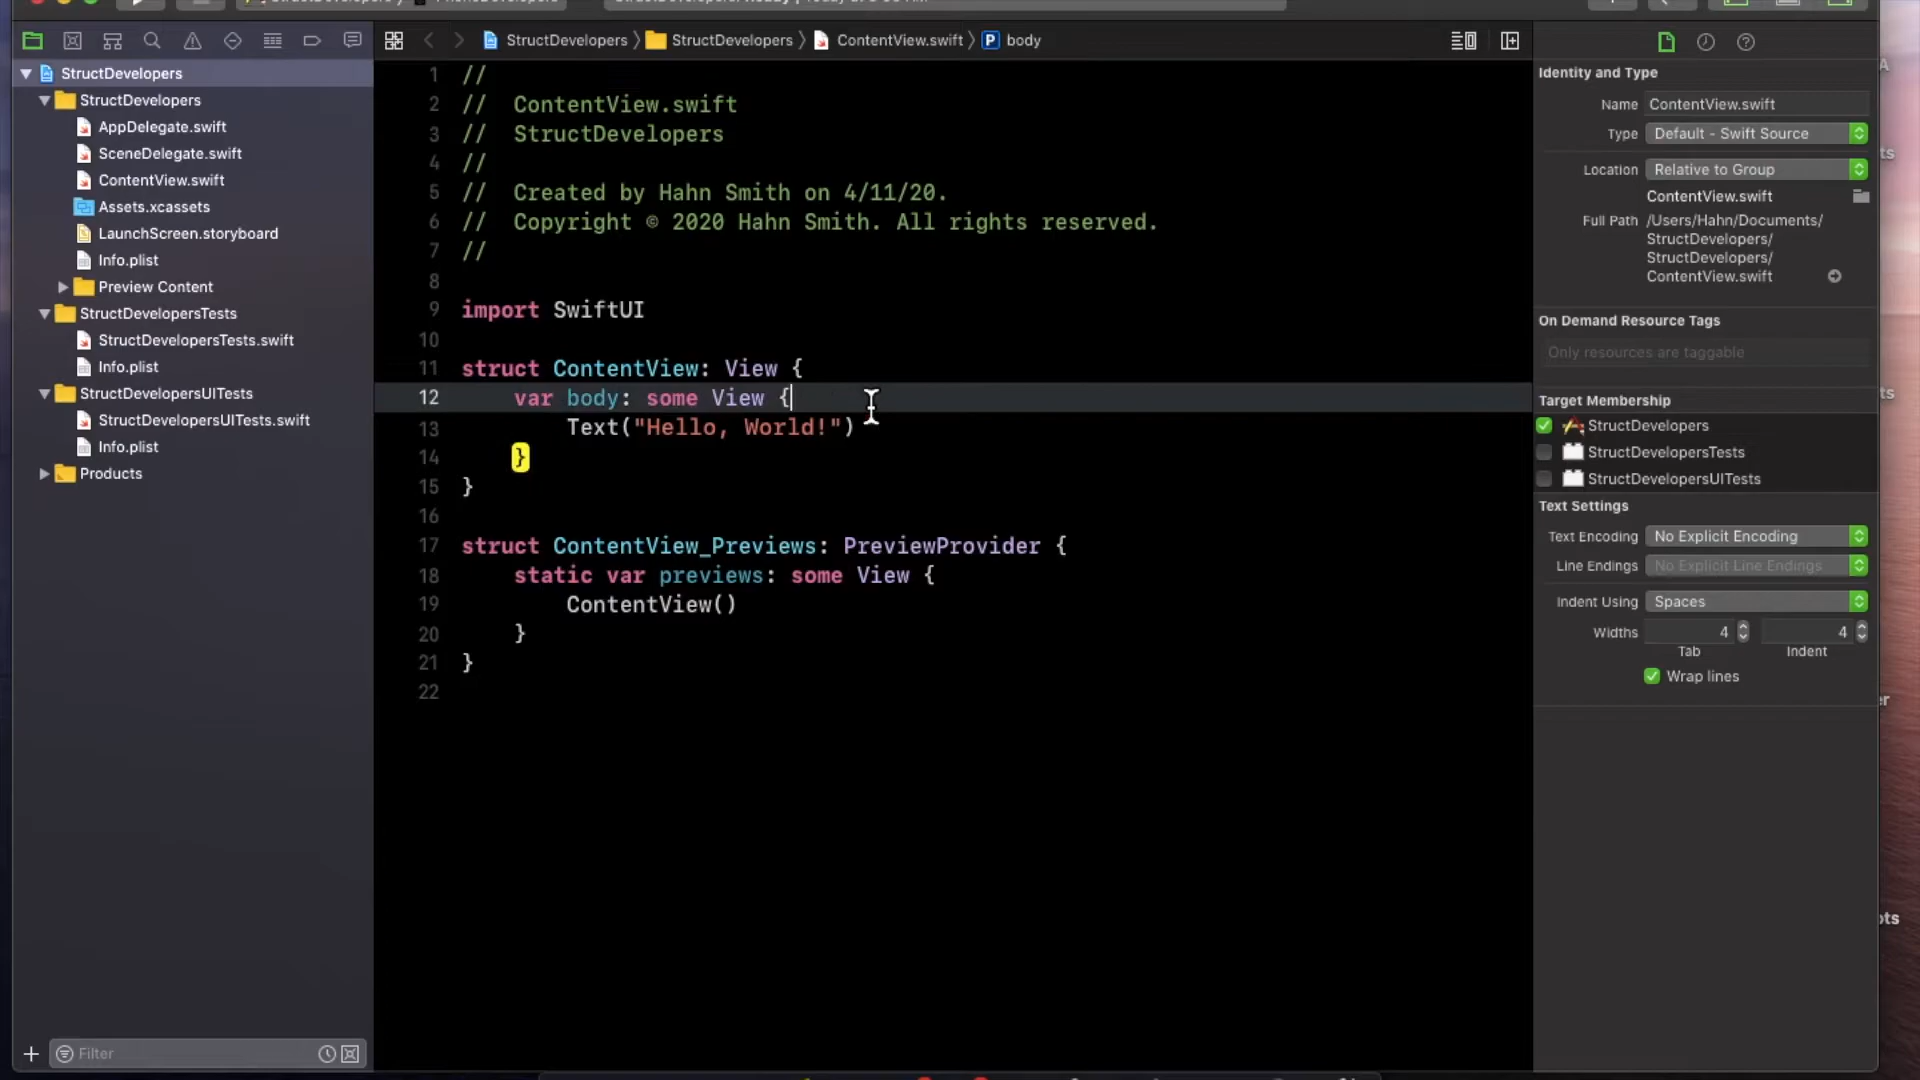 StructDevelopers
StructDevelopers
AppDelegate.swift
SceneDelegate.swift
ContentView.swift
Assets.xcassets
LaunchScreen.storyboard
Info.plist
Preview Content
StructDevelopersTests
StructDevelopersTests.swift
Info.plist
StructDevelopersUITests
StructDevelopersUITests.swift
Info.plist
Products
Filter
StructDevelopers 〉 StructDevelopers 〉 ContentView.swift 〉 P body
1 //
2 //  ContentView.swift
3 //  StructDevelopers
4 //
5 //  Created by Hahn Smith on 4/11/20.
6 //  Copyright © 2020 Hahn Smith. All rights reserved.
7 //
8
9 import SwiftUI
10
11 struct ContentView: View {
12     var body: some View {
13         Text("Hello, World!")
14     }
15 }
16
17 struct ContentView_Previews: PreviewProvider {
18     static var previews: some View {
19         ContentView()
20     }
21 }
22
Identity and Type
Name ContentView.swift
Type Default - Swift Source
Location Relative to Group
ContentView.swift
Full Path /Users/Hahn/Documents/
StructDevelopers/
StructDevelopers/
ContentView.swift
On Demand Resource Tags
Only resources are taggable
Target Membership
StructDevelopers
StructDevelopersTests
StructDevelopersUITests
Text Settings
Text Encoding No Explicit Encoding
Line Endings No Explicit Line Endings
Indent Using Spaces
Widths 4 4
Tab Indent
Wrap lines